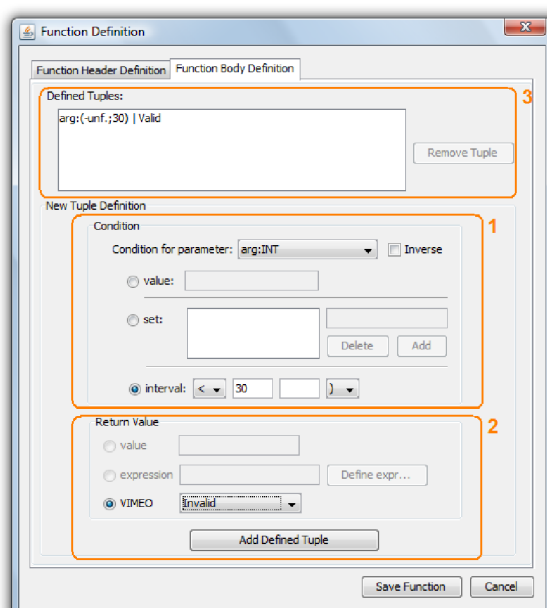 Function Definition
Function Header Definition Function Body Definition
Defined Tuples:
3
arg:(-unf.;30) | Valid
Remove Tuple
New Tuple Definition
Condition
1
Condition for parameter: arg:INT Inverse
value:
set:
Delete Add
interval: < 30 )
Return Value
2
value
expression Define expr...
VIMEO Invalid
Add Defined Tuple
Save Function Cancel